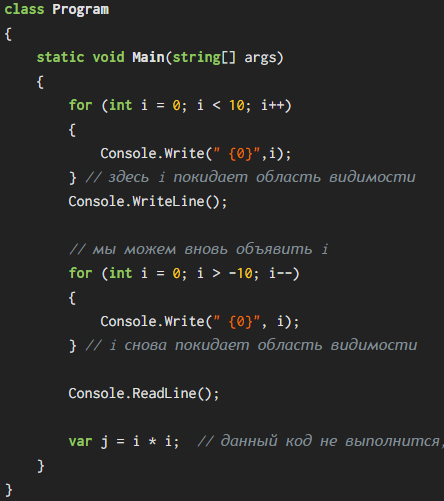 class Program
{
    static void Main(string[] args)
    {
        for (int i = 0; i < 10; i++)
        {
            Console.Write(" {0}",i);
        } // здесь i покидает область видимости
        Console.WriteLine();

        // мы можем вновь объявить i
        for (int i = 0; i > -10; i--)
        {
            Console.Write(" {0}", i);
        } // i снова покидает область видимости

        Console.ReadLine();

        var j = i * i;  // данный код не выполнится,
    }
}